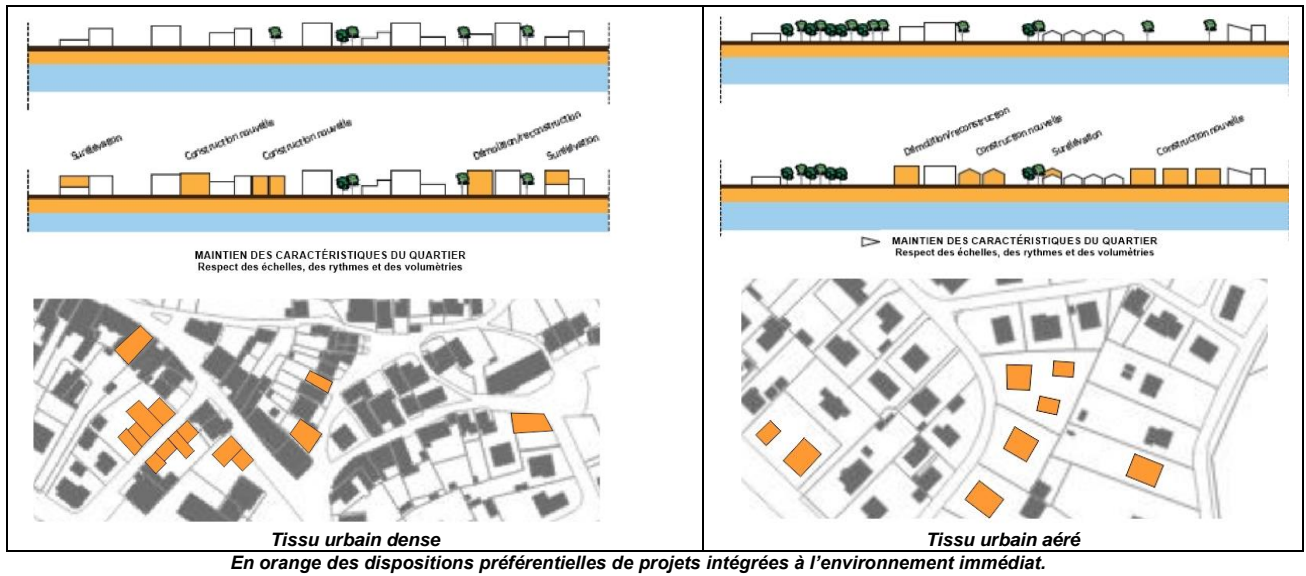 Surélévation
Construction nouvelle
Construction nouvelle
Démolition/reconstruction
Surélévation
MAINTIEN DES CARACTÉRISTIQUES DU QUARTIER
Respect des échelles, des rythmes et des volumètries
Tissu urbain dense
Démolition/reconstruction
Construction nouvelle
Surélévation
Construction nouvelle
MAINTIEN DES CARACTÉRISTIQUES DU QUARTIER
Respect des échelles, des rythmes et des volumètries
Tissu urbain aéré
En orange des dispositions préférentielles de projets intégrées à l'environnement immédiat.